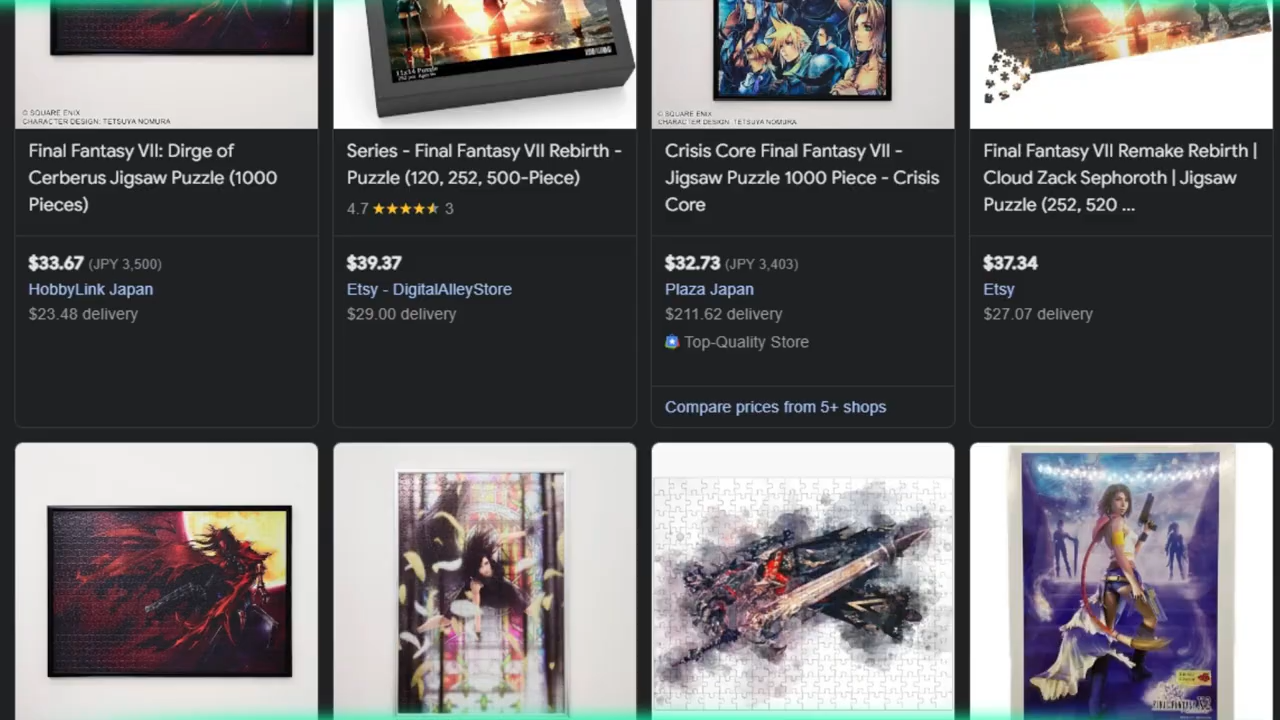 © SQUARE ENIX
CHARACTER DESIGN: TETSUYA NOMURA
11x14 Puzzle
© SQUARE ENIX
CHARACTER DESIGN: TETSUYA NOMURA
Final Fantasy VII: Dirge of
Cerberus Jigsaw Puzzle (1000
Pieces)
$33.67 (JPY 3,500)
HobbyLink Japan
$23.48 delivery
Series - Final Fantasy VII Rebirth -
Puzzle (120, 252, 500-Piece)
4.7 ★★★★★ 3
$39.37
Etsy - DigitalAlleyStore
$29.00 delivery
Crisis Core Final Fantasy VII -
Jigsaw Puzzle 1000 Piece - Crisis
Core
$32.73 (JPY 3,403)
Plaza Japan
$211.62 delivery
Top-Quality Store
Compare prices from 5+ shops
Final Fantasy VII Remake Rebirth |
Cloud Zack Sephoroth | Jigsaw
Puzzle (252, 520 ...
$37.34
Etsy
$27.07 delivery